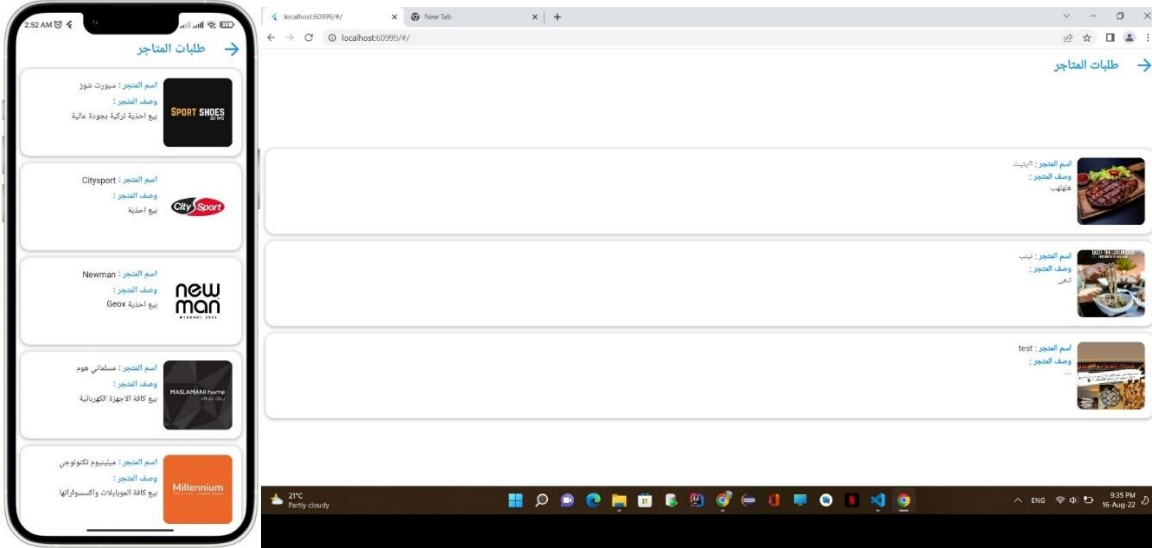 2:52 AM
طلبات المتاجر
اسم المتجر : سبورت شوز
وصف المتجر :
بيع احذية تركية بجودة عالية
SPORT SHOES
اسم المتجر : Citysport
وصف المتجر :
بيع احذية
City Sport
اسم المتجر : Newman
وصف المتجر :
بيع احذية Geox
new
man
اسم المتجر : مسلماني هوم
وصف المتجر :
بيع كافة الاجهزة الكهربائية
MASLAMANI home
اسم المتجر : ميلينيوم تكنولوجي
وصف المتجر :
بيع كافة الموبايلات واكسسواراتها
Millennium
localhost:60999/#/
New Tab
localhost:60999/#/
طلبات المتاجر
اسم المتجر :
وصف المتجر :
اسم المتجر :
وصف المتجر :
اسم المتجر : test
وصف المتجر :
...
21°C
Partly cloudy
ENG
9:35 PM
16-Aug-22